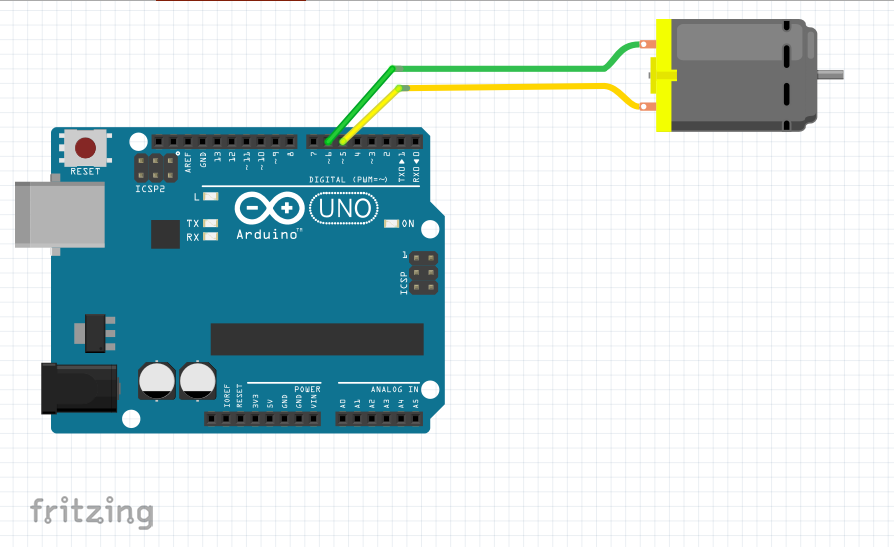 RESET
ICSP2
AREF
GND
13
12
~11
~10
~9
8
7
~6
~5
4
~3
2
TXD▲1
RXD▼0
DIGITAL (PWM=~)
L
TX
RX
UNO
Arduino™
ON
1
ICSP
POWER
ANALOG IN
IOREF
RESET
3V3
5V
GND
GND
VIN
A0
A1
A2
A3
A4
A5
fritzing